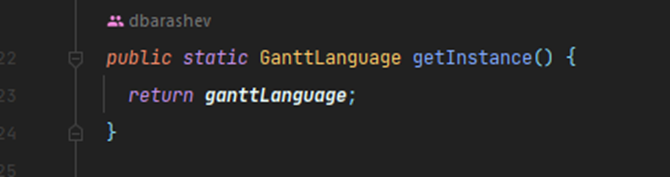 dbarashev
22 public static GanttLanguage getInstance() {
23 return ganttLanguage;
24 }
25